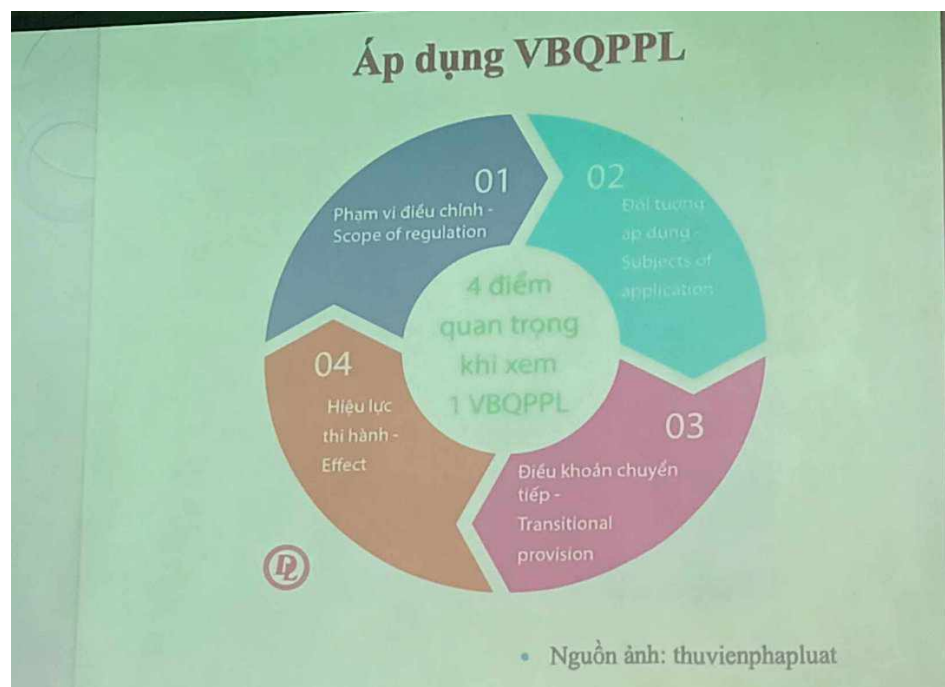 Áp dụng VBQPPL
01
Phạm vi điều chỉnh -
Scope of regulation
02
Đối tượng
áp dụng -
Subjects of
application
4 điểm
quan trọng
khi xem
1 VBQPPL
04
Hiệu lực
thi hành -
Effect
03
Điều khoản chuyển
tiếp -
Transitional
provision
PL
• Nguồn ảnh: thuvienphapluat